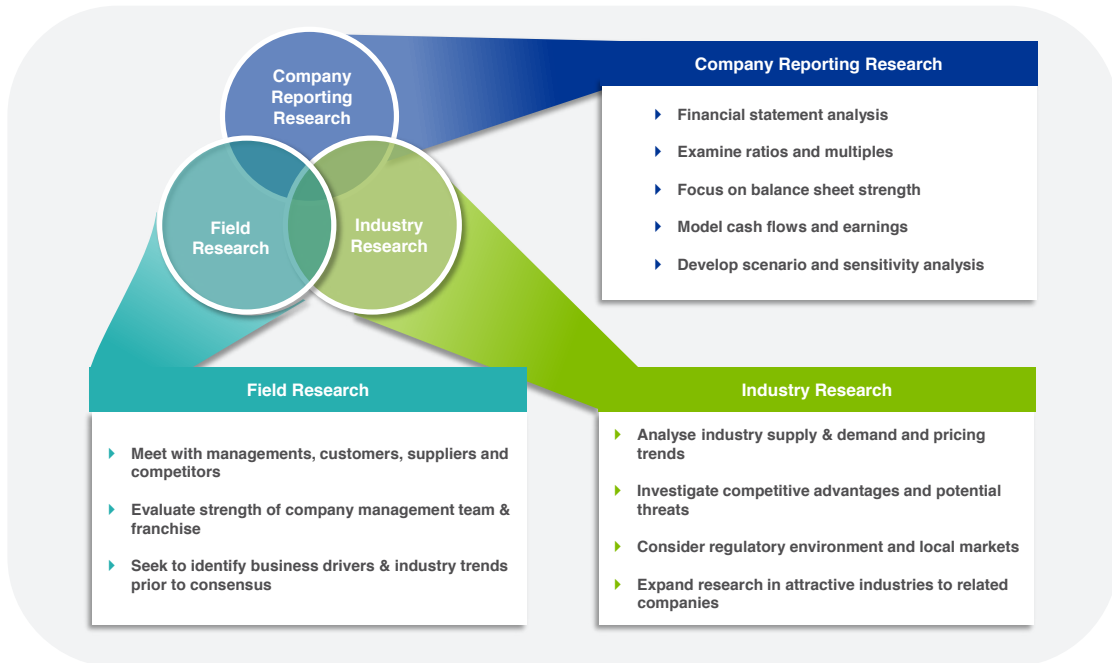 Company
Reporting
Research
Field
Research
Industry
Research
Company Reporting Research
Financial statement analysis
Examine ratios and multiples
Focus on balance sheet strength
Model cash flows and earnings
Develop scenario and sensitivity analysis
Field Research
Meet with managements, customers, suppliers and
competitors
Evaluate strength of company management team &
franchise
Seek to identify business drivers & industry trends
prior to consensus
Industry Research
Analyse industry supply & demand and pricing
trends
Investigate competitive advantages and potential
threats
Consider regulatory environment and local markets
Expand research in attractive industries to related
companies